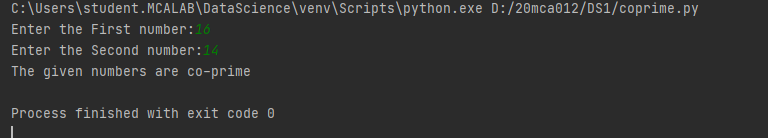 C:\Users\student.MCALAB\DataScience\venv\Scripts\python.exe D:/20mca012/DS1/coprime.py
Enter the First number:16
Enter the Second number:14
The given numbers are co-prime
Process finished with exit code 0